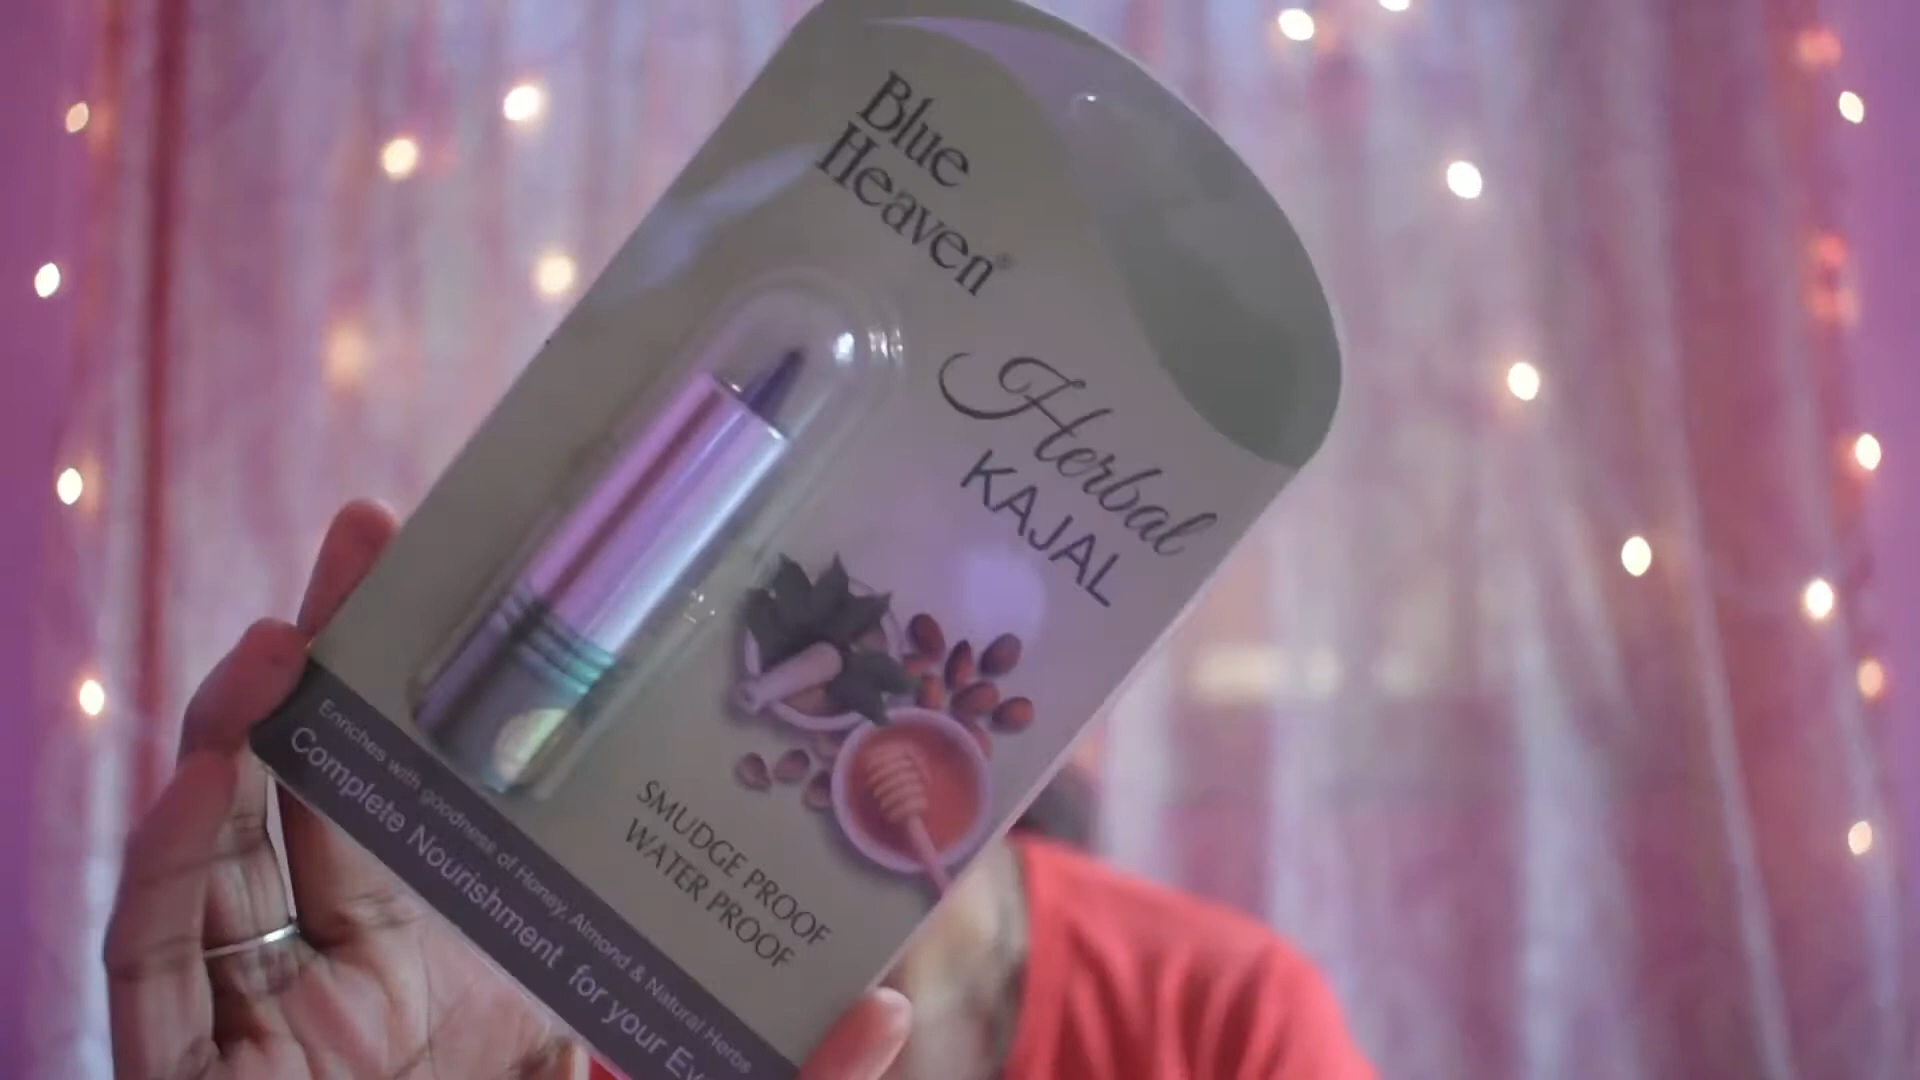 Blue
Heaven®
Herbal
KAJAL
SMUDGE PROOF
WATER PROOF
Enriches with goodness of Honey, Almond & Natural Herbs
Complete Nourishment for your